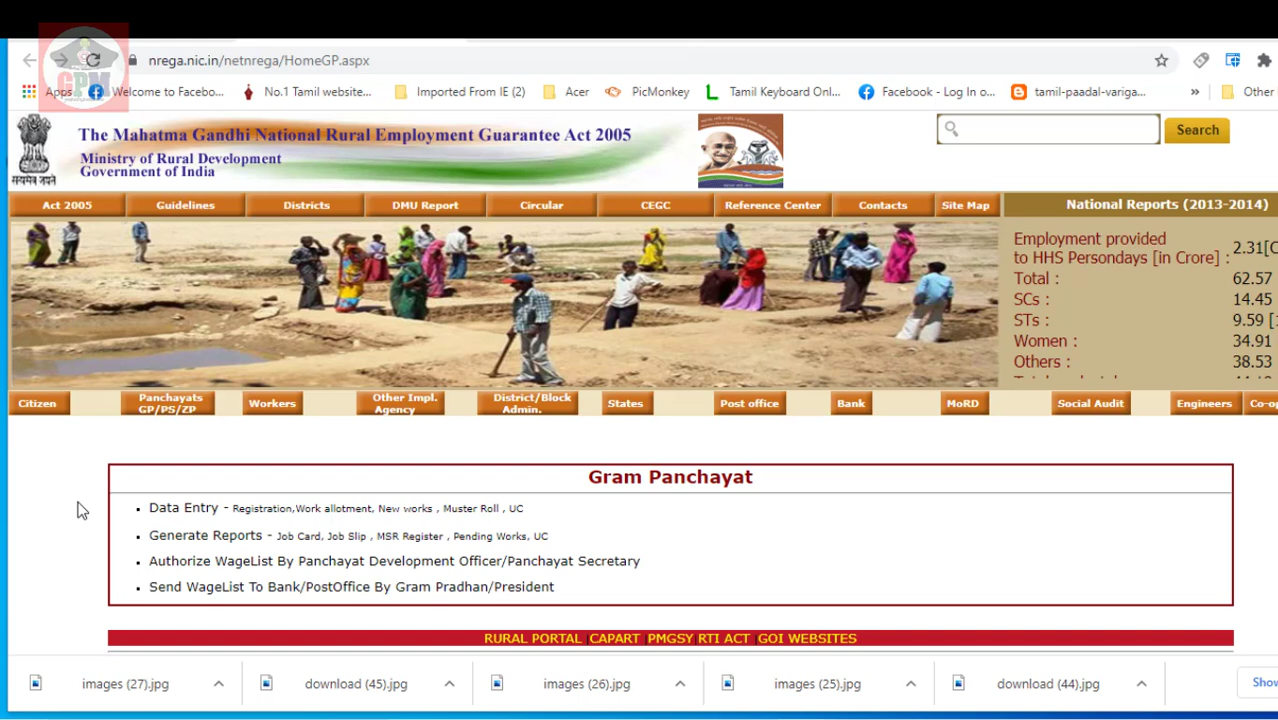 nrega.nic.in/netnrega/HomeGP.aspx
Apps
Welcome to Facebo...
No.1 Tamil website...
Imported From IE (2)
Acer
PicMonkey
Tamil Keyboard Onl...
Facebook - Log In o...
tamil-paadal-variga...
»
Other
GPM
The Mahatma Gandhi National Rural Employment Guarantee Act 2005
Ministry of Rural Development
Government of India
सत्यमेव जयते
Search
Act 2005 Guidelines Districts DMU Report Circular CEGC Reference Center Contacts Site Map
National Reports (2013-2014)
Employment provided
to HHS Persondays [in Crore] : 2.31[C
Total : 62.57
SCs : 14.45
STs : 9.59 [
Women : 34.91
Others : 38.53
Citizen Panchayats GP/PS/ZP Workers Other Impl. Agency District/Block Admin. States Post office Bank MoRD Social Audit Engineers Co-op
Gram Panchayat
Data Entry - Registration,Work allotment, New works , Muster Roll , UC
Generate Reports - Job Card, Job Slip , MSR Register , Pending Works, UC
Authorize WageList By Panchayat Development Officer/Panchayat Secretary
Send WageList To Bank/PostOffice By Gram Pradhan/President
RURAL PORTAL |CAPART |PMGSY |RTI ACT |GOI WEBSITES
images (27).jpg download (45).jpg images (26).jpg images (25).jpg download (44).jpg Show